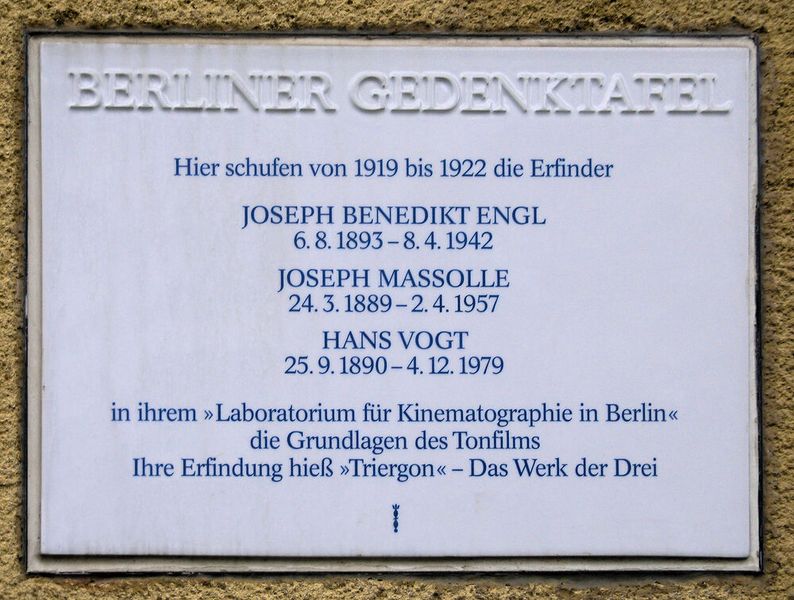 BERLINER GEDENKTAFEL
Hier schufen von 1919 bis 1922 die Erfinder
JOSEPH BENEDIKT ENGL
6. 8. 1893 – 8. 4. 1942
JOSEPH MASSOLLE
24. 3. 1889 – 2. 4. 1957
HANS VOGT
25. 9. 1890 – 4. 12. 1979
in ihrem »Laboratorium für Kinematographie in Berlin«
die Grundlagen des Tonfilms
Ihre Erfindung hieß »Triergon« – Das Werk der Drei